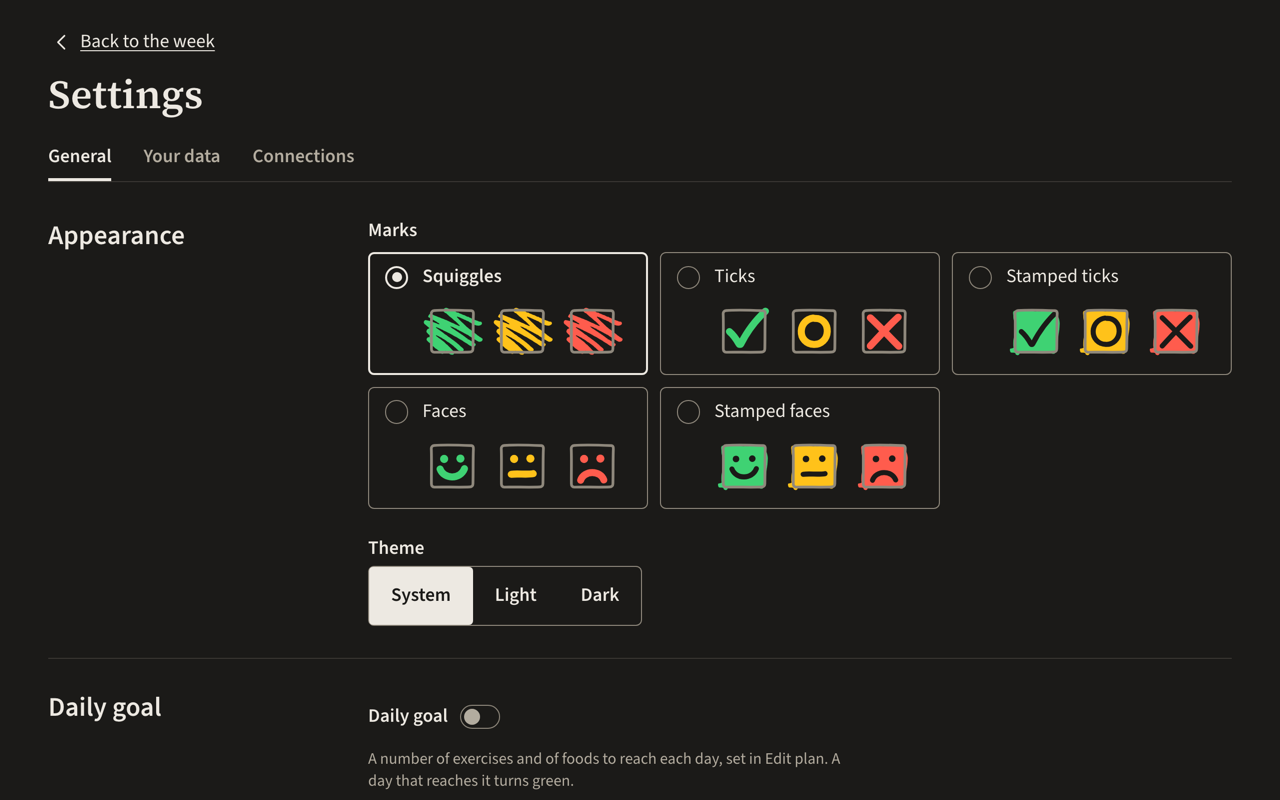 Back to the week
Settings
General
Your data
Connections
Appearance
Marks
Squiggles
Ticks
Stamped ticks
Faces
Stamped faces
Theme
System
Light
Dark
Daily goal
Daily goal
A number of exercises and of foods to reach each day, set in Edit plan. A
day that reaches it turns green.